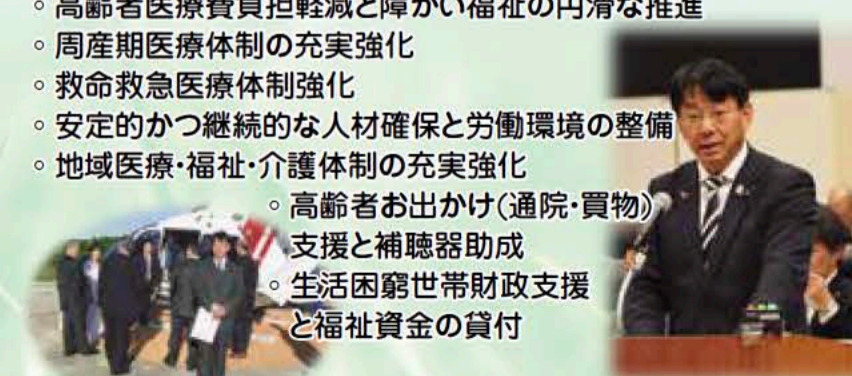 ◦ 高齢者医療費負担軽減と障がい福祉の円滑な推進
◦ 周産期医療体制の充実強化
◦ 救命救急医療体制強化
◦ 安定的かつ継続的な人材確保と労働環境の整備
◦ 地域医療・福祉・介護体制の充実強化
◦ 高齢者お出かけ(通院・買物)
支援と補聴器助成
◦ 生活困窮世帯財政支援
と福祉資金の貸付